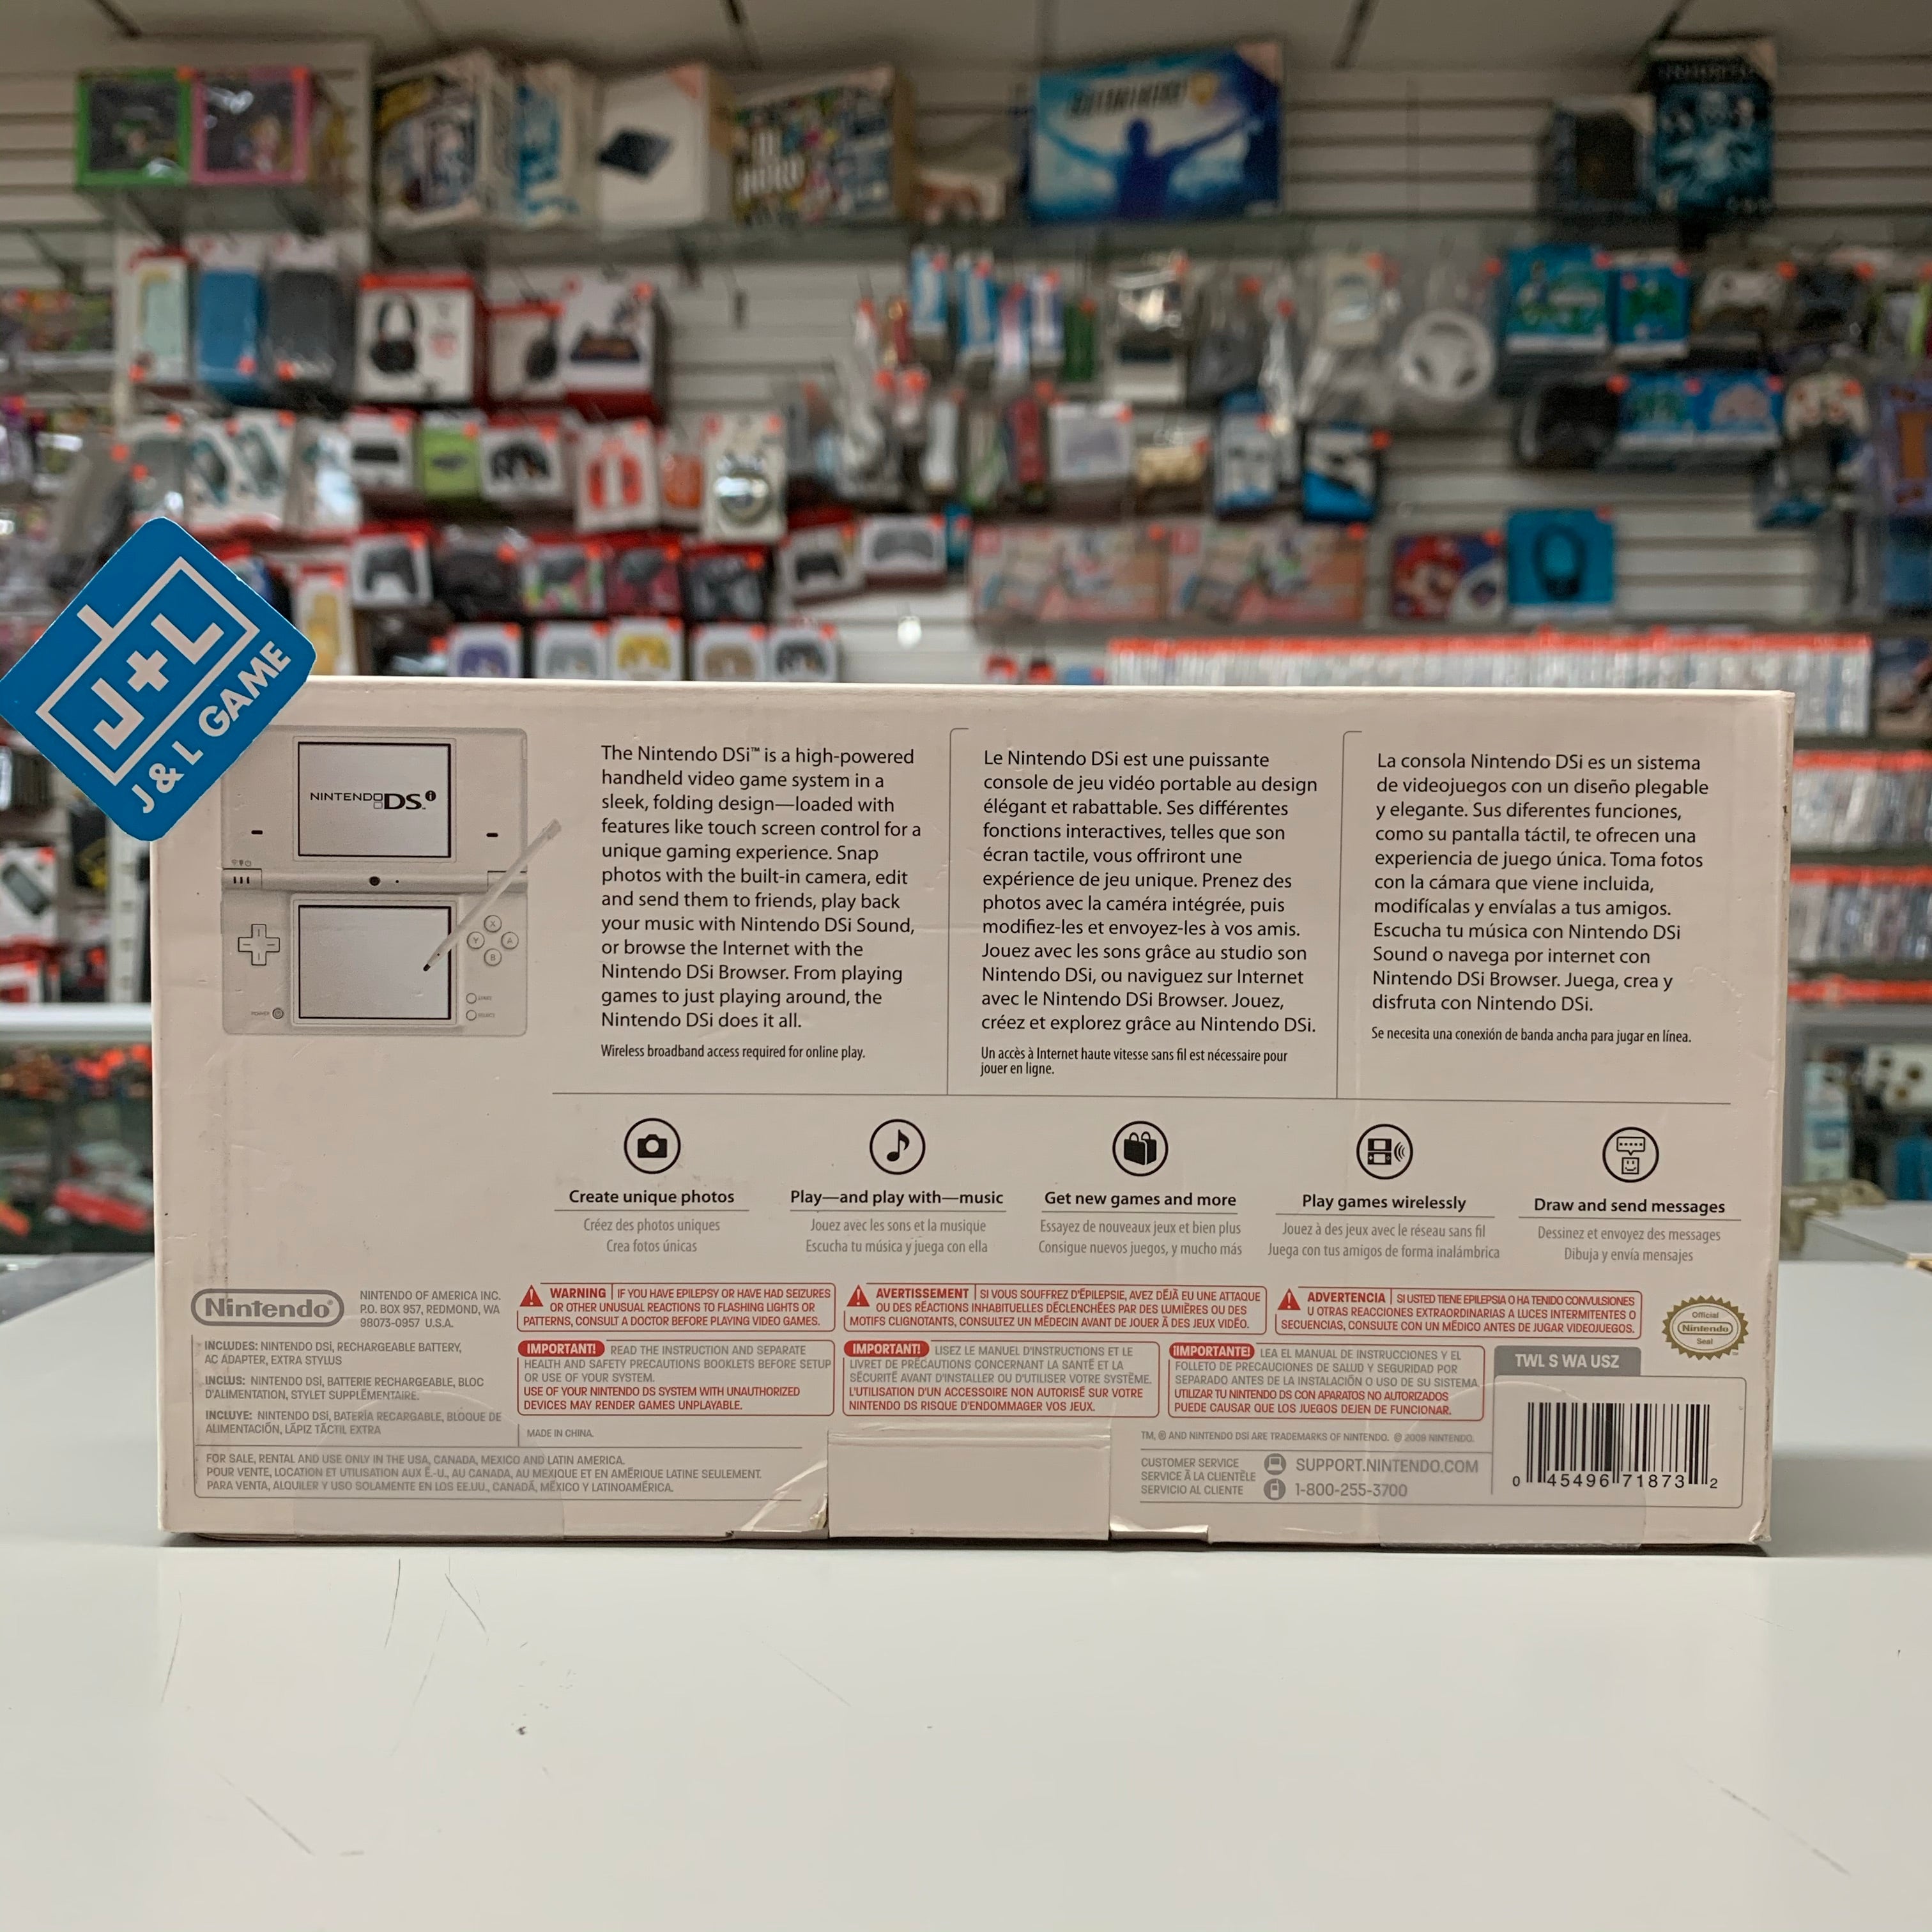 GUITAR HERO
DJ HERO
J+L
J & L GAME
NINTENDO DSi
POWER
X
Y
A
B
START
SELECT
The Nintendo DSi™ is a high-powered
handheld video game system in a
sleek, folding design—loaded with
features like touch screen control for a
unique gaming experience. Snap
photos with the built-in camera, edit
and send them to friends, play back
your music with Nintendo DSi Sound,
or browse the Internet with the
Nintendo DSi Browser. From playing
games to just playing around, the
Nintendo DSi does it all.
Wireless broadband access required for online play.
Le Nintendo DSi est une puissante
console de jeu vidéo portable au design
élégant et rabattable. Ses différentes
fonctions interactives, telles que son
écran tactile, vous offriront une
expérience de jeu unique. Prenez des
photos avec la caméra intégrée, puis
modifiez-les et envoyez-les à vos amis.
Jouez avec les sons grâce au studio son
Nintendo DSi, ou naviguez sur Internet
avec le Nintendo DSi Browser. Jouez,
créez et explorez grâce au Nintendo DSi.
Un accès à Internet haute vitesse sans fil est nécessaire pour
jouer en ligne.
La consola Nintendo DSi es un sistema
de videojuegos con un diseño plegable
y elegante. Sus diferentes funciones,
como su pantalla táctil, te ofrecen una
experiencia de juego única. Toma fotos
con la cámara que viene incluida,
modifícalas y envíalas a tus amigos.
Escucha tu música con Nintendo DSi
Sound o navega por internet con
Nintendo DSi Browser. Juega, crea y
disfruta con Nintendo DSi.
Se necesita una conexión de banda ancha para jugar en línea.
Create unique photos
Créez des photos uniques
Crea fotos únicas
Play—and play with—music
Jouez avec les sons et la musique
Escucha tu música y juega con ella
Get new games and more
Essayez de nouveaux jeux et bien plus
Consigue nuevos juegos, y mucho más
Play games wirelessly
Jouez à des jeux avec le réseau sans fil
Juega con tus amigos de forma inalámbrica
Draw and send messages
Dessinez et envoyez des messages
Dibuja y envía mensajes
Nintendo®
NINTENDO OF AMERICA INC.
P.O. BOX 957, REDMOND, WA
98073-0957 U.S.A.
INCLUDES: NINTENDO DSi, RECHARGEABLE BATTERY,
AC ADAPTER, EXTRA STYLUS
INCLUS: NINTENDO DSi, BATTERIE RECHARGEABLE, BLOC
D'ALIMENTATION, STYLET SUPPLÉMENTAIRE.
INCLUYE: NINTENDO DSi, BATERÍA RECARGABLE, BLOQUE DE
ALIMENTACIÓN, LÁPIZ TÁCTIL EXTRA
FOR SALE, RENTAL AND USE ONLY IN THE USA, CANADA, MEXICO AND LATIN AMERICA.
POUR VENTE, LOCATION ET UTILISATION AUX É.-U., AU CANADA, AU MEXIQUE ET EN AMÉRIQUE LATINE SEULEMENT.
PARA VENTA, ALQUILER Y USO SOLAMENTE EN LOS EE.UU., CANADÁ, MÉXICO Y LATINOAMÉRICA.
WARNING IF YOU HAVE EPILEPSY OR HAVE HAD SEIZURES
OR OTHER UNUSUAL REACTIONS TO FLASHING LIGHTS OR
PATTERNS, CONSULT A DOCTOR BEFORE PLAYING VIDEO GAMES.
IMPORTANT! READ THE INSTRUCTION AND SEPARATE
HEALTH AND SAFETY PRECAUTIONS BOOKLETS BEFORE SETUP
OR USE OF YOUR SYSTEM.
USE OF YOUR NINTENDO DS SYSTEM WITH UNAUTHORIZED
DEVICES MAY RENDER GAMES UNPLAYABLE.
MADE IN CHINA.
AVERTISSEMENT SI VOUS SOUFFREZ D'ÉPILEPSIE, AVEZ DÉJÀ EU UNE ATTAQUE
OU DES RÉACTIONS INHABITUELLES DÉCLENCHÉES PAR DES LUMIÈRES OU DES
MOTIFS CLIGNOTANTS, CONSULTEZ UN MÉDECIN AVANT DE JOUER À DES JEUX VIDÉO.
IMPORTANT! LISEZ LE MANUEL D'INSTRUCTIONS ET LE
LIVRET DE PRÉCAUTIONS CONCERNANT LA SANTÉ ET LA
SÉCURITÉ AVANT D'INSTALLER OU D'UTILISER VOTRE SYSTÈME.
L'UTILISATION D'UN ACCESSOIRE NON AUTORISÉ SUR VOTRE
NINTENDO DS RISQUE D'ENDOMMAGER VOS JEUX.
ADVERTENCIA SI USTED TIENE EPILEPSIA O HA TENIDO CONVULSIONES
U OTRAS REACCIONES EXTRAORDINARIAS A LUCES INTERMITENTES O
SECUENCIAS, CONSULTE CON UN MÉDICO ANTES DE JUGAR VIDEOJUEGOS.
¡IMPORTANTE! LEA EL MANUAL DE INSTRUCCIONES Y EL
FOLLETO DE PRECAUCIONES DE SALUD Y SEGURIDAD POR
SEPARADO ANTES DE LA INSTALACIÓN O USO DE SU SISTEMA.
UTILIZAR TU NINTENDO DS CON APARATOS NO AUTORIZADOS
PUEDE CAUSAR QUE LOS JUEGOS DEJEN DE FUNCIONAR.
TM, ® AND NINTENDO DSi ARE TRADEMARKS OF NINTENDO. © 2009 NINTENDO.
CUSTOMER SERVICE
SERVICE À LA CLIENTÈLE
SERVICIO AL CLIENTE
SUPPORT.NINTENDO.COM
1-800-255-3700
Official
Nintendo
Seal
TWL S WA USZ
0 45496 71873 2